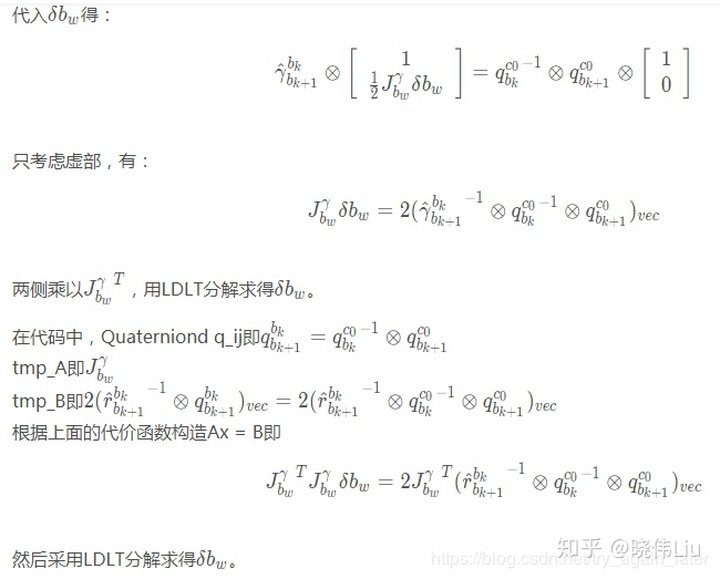 代入$\delta b_w$得：
$\hat{\gamma}_{b_{k+1}}^{b_k} \otimes \begin{bmatrix} 1 \\ \frac{1}{2} J_{b_w}^{\gamma} \delta b_w \end{bmatrix} = {q_{b_k}^{c0}}^{-1} \otimes q_{b_{k+1}}^{c0} \otimes \begin{bmatrix} 1 \\ 0 \end{bmatrix}$
只考虑虚部，有：
$J_{b_w}^{\gamma} \delta b_w = 2({\hat{\gamma}_{b_{k+1}}^{b_k}}^{-1} \otimes {q_{b_k}^{c0}}^{-1} \otimes q_{b_{k+1}}^{c0})_{vec}$
两侧乘以${J_{b_w}^{\gamma}}^T$，用LDLT分解求得$\delta b_w$。
在代码中，Quaterniond q_ij即$q_{b_{k+1}}^{b_k} = {q_{b_k}^{c0}}^{-1} \otimes q_{b_{k+1}}^{c0}$
tmp_A即$J_{b_w}^{\gamma}$
tmp_B即$2({\hat{r}_{b_{k+1}}^{b_k}}^{-1} \otimes q_{b_{k+1}}^{b_k})_{vec} = 2({\hat{r}_{b_{k+1}}^{b_k}}^{-1} \otimes {q_{b_k}^{c0}}^{-1} \otimes q_{b_{k+1}}^{c0})_{vec}$
根据上面的代价函数构造Ax = B即
${J_{b_w}^{\gamma}}^T J_{b_w}^{\gamma} \delta b_w = 2{J_{b_w}^{\gamma}}^T ({\hat{r}_{b_{k+1}}^{b_k}}^{-1} \otimes {q_{b_k}^{c0}}^{-1} \otimes q_{b_{k+1}}^{c0})_{vec}$
知乎 @晓伟Liu
然后采用LDLT分解求得$\delta b_w$。
https://blog.csdn.net/try_again_later